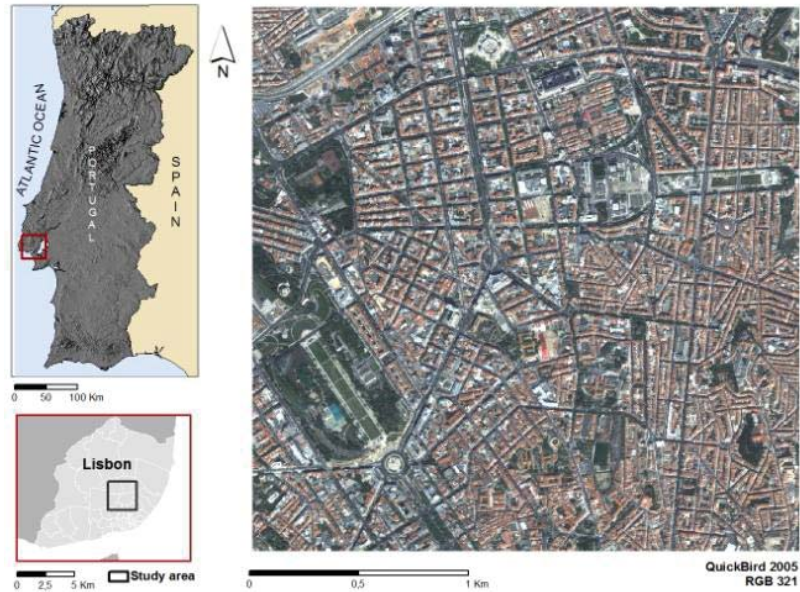 ATLANTIC OCEAN
PORTUGAL
SPAIN
N
0 50 100 Km
Lisbon
0 2,5 5 Km
Study area
0 0,5 1 Km
QuickBird 2005
RGB 321